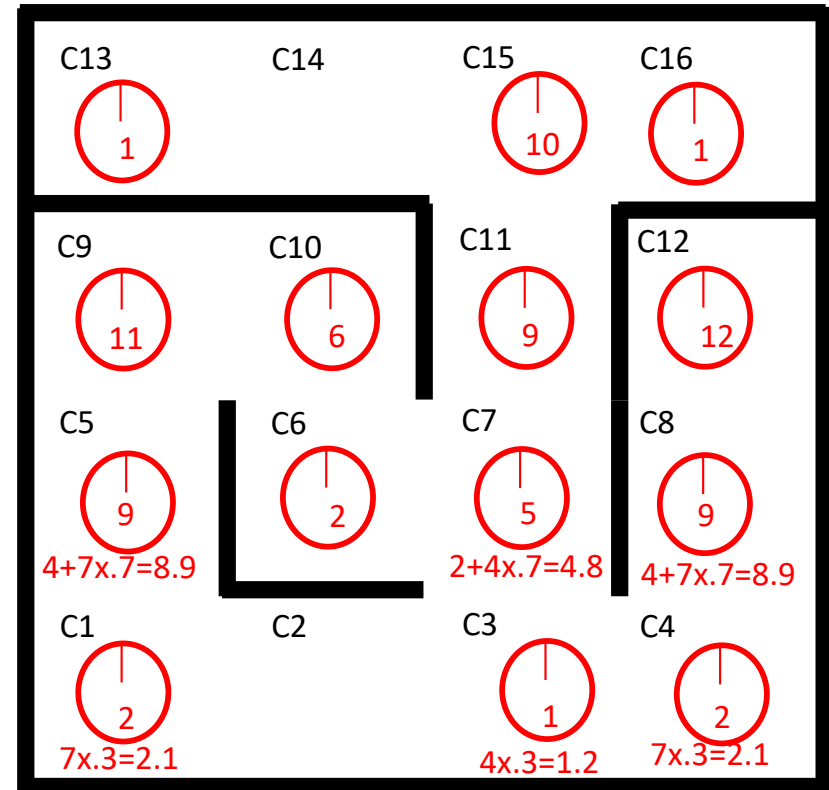 C13 C14 C15 C16
1 10 1
C9 C10 C11 C12
11 6 9 12
C5 C6 C7 C8
9 2 5 9
4+7x.7=8.9 2+4x.7=4.8 4+7x.7=8.9
C1 C2 C3 C4
2 1 2
7x.3=2.1 4x.3=1.2 7x.3=2.1